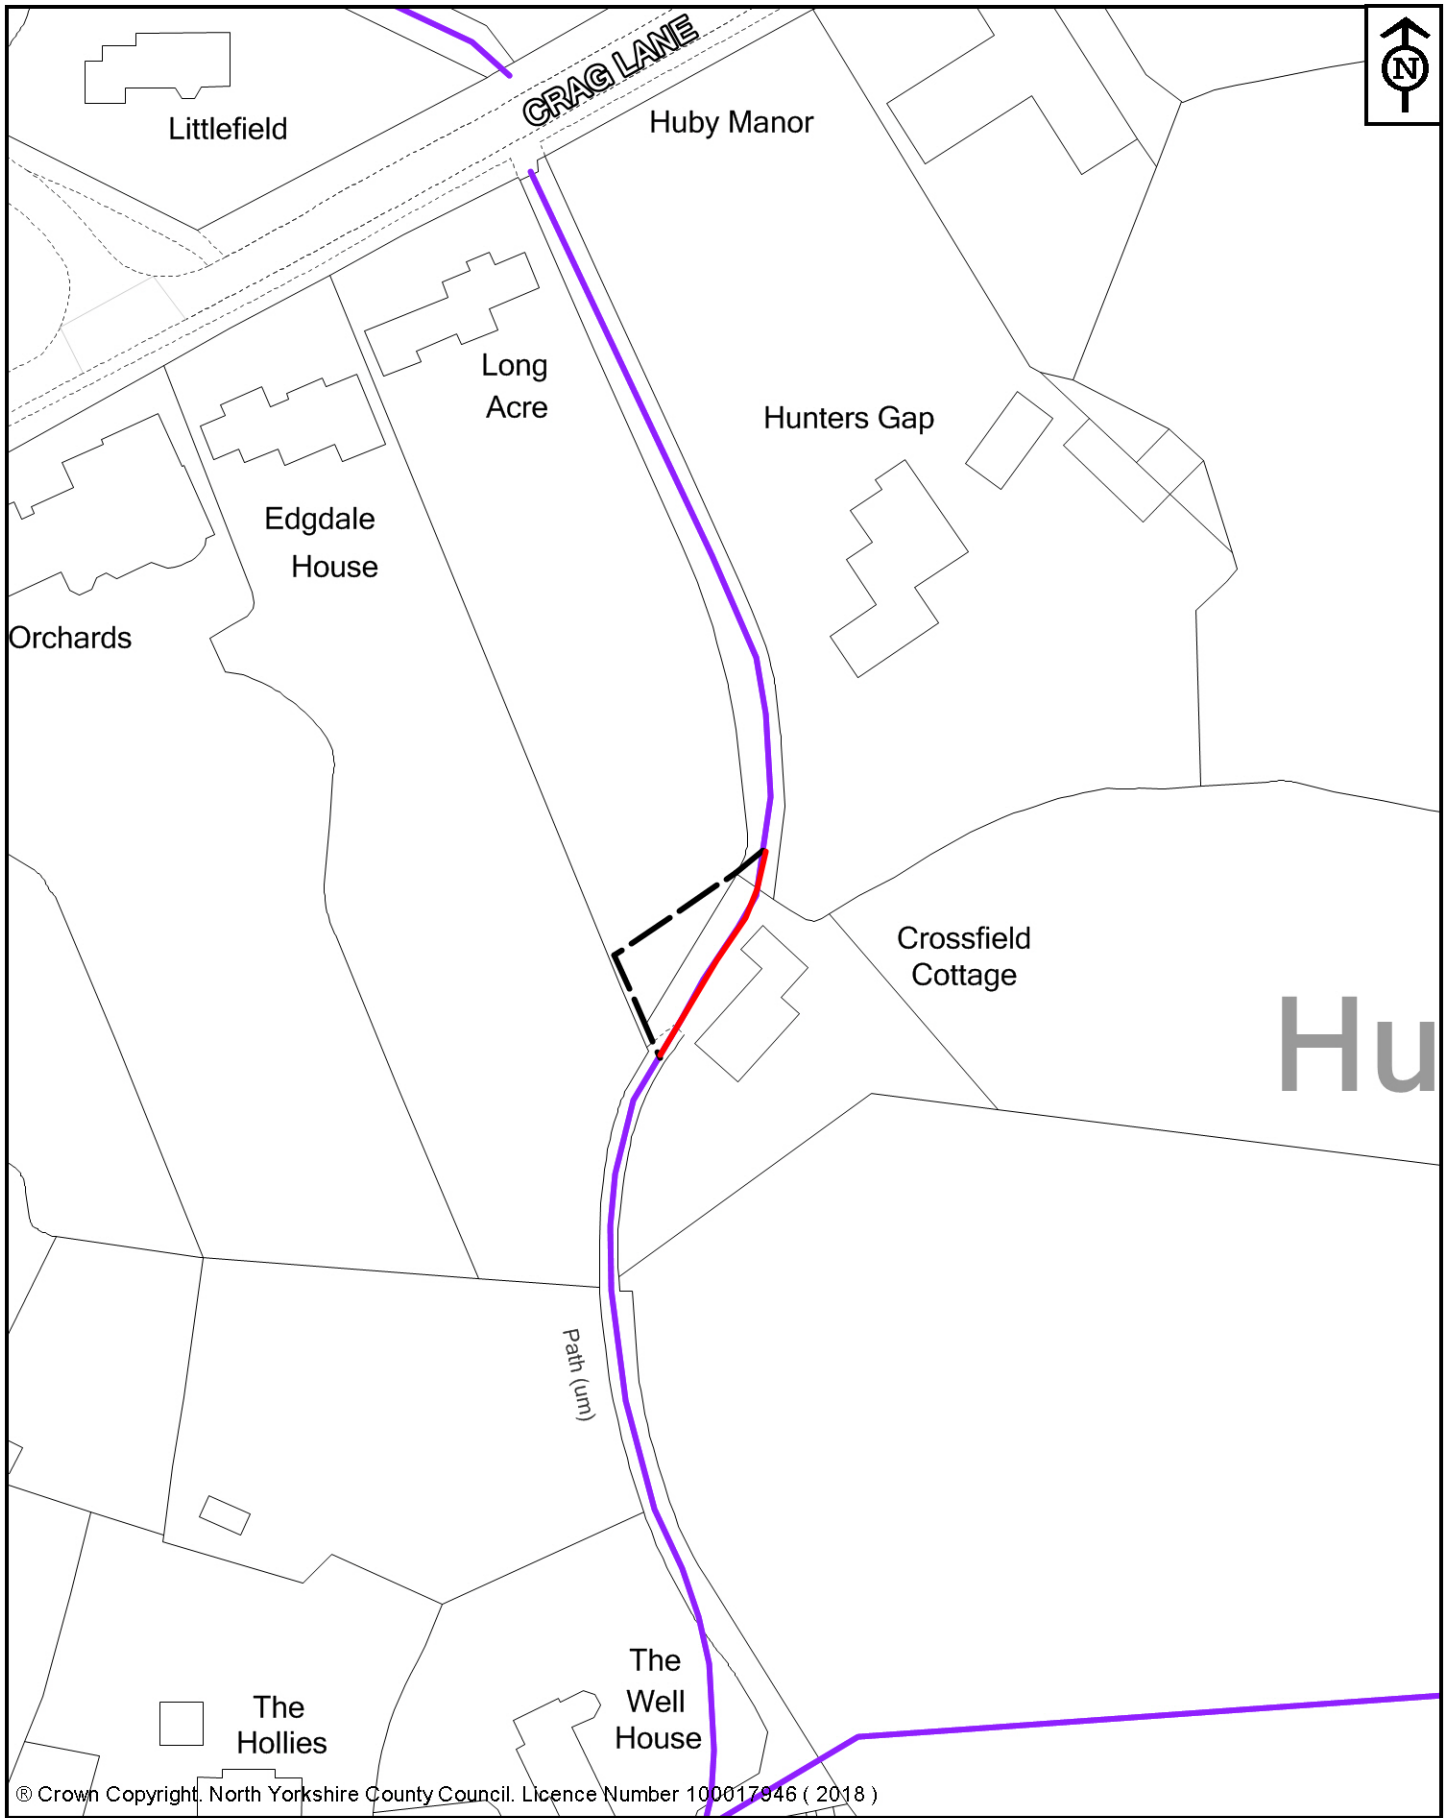 N
CRAG LANE
Littlefield
Huby Manor
Long
Acre
Hunters Gap
Edgdale
House
Orchards
Crossfield
Cottage
Hu
Path (um)
The
Well
House
The
Hollies
® Crown Copyright. North Yorkshire County Council. Licence Number 100017946 ( 2018 )